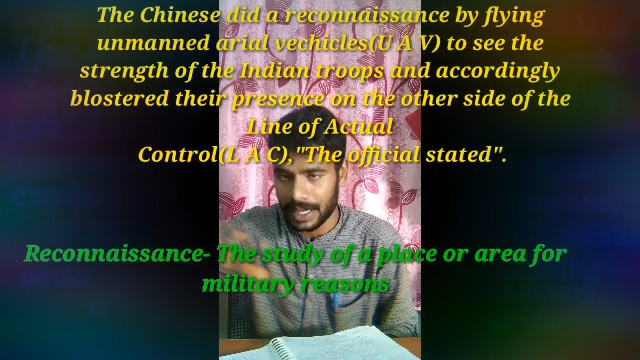 The Chinese did a reconnaissance by flying
unmanned arial vechicles(U A V) to see the
strength of the Indian troops and accordingly
blostered their presence on the other side of the
Line of Actual
Control(L A C),"The official stated".
Reconnaissance- The study of a place or area for
military reasons